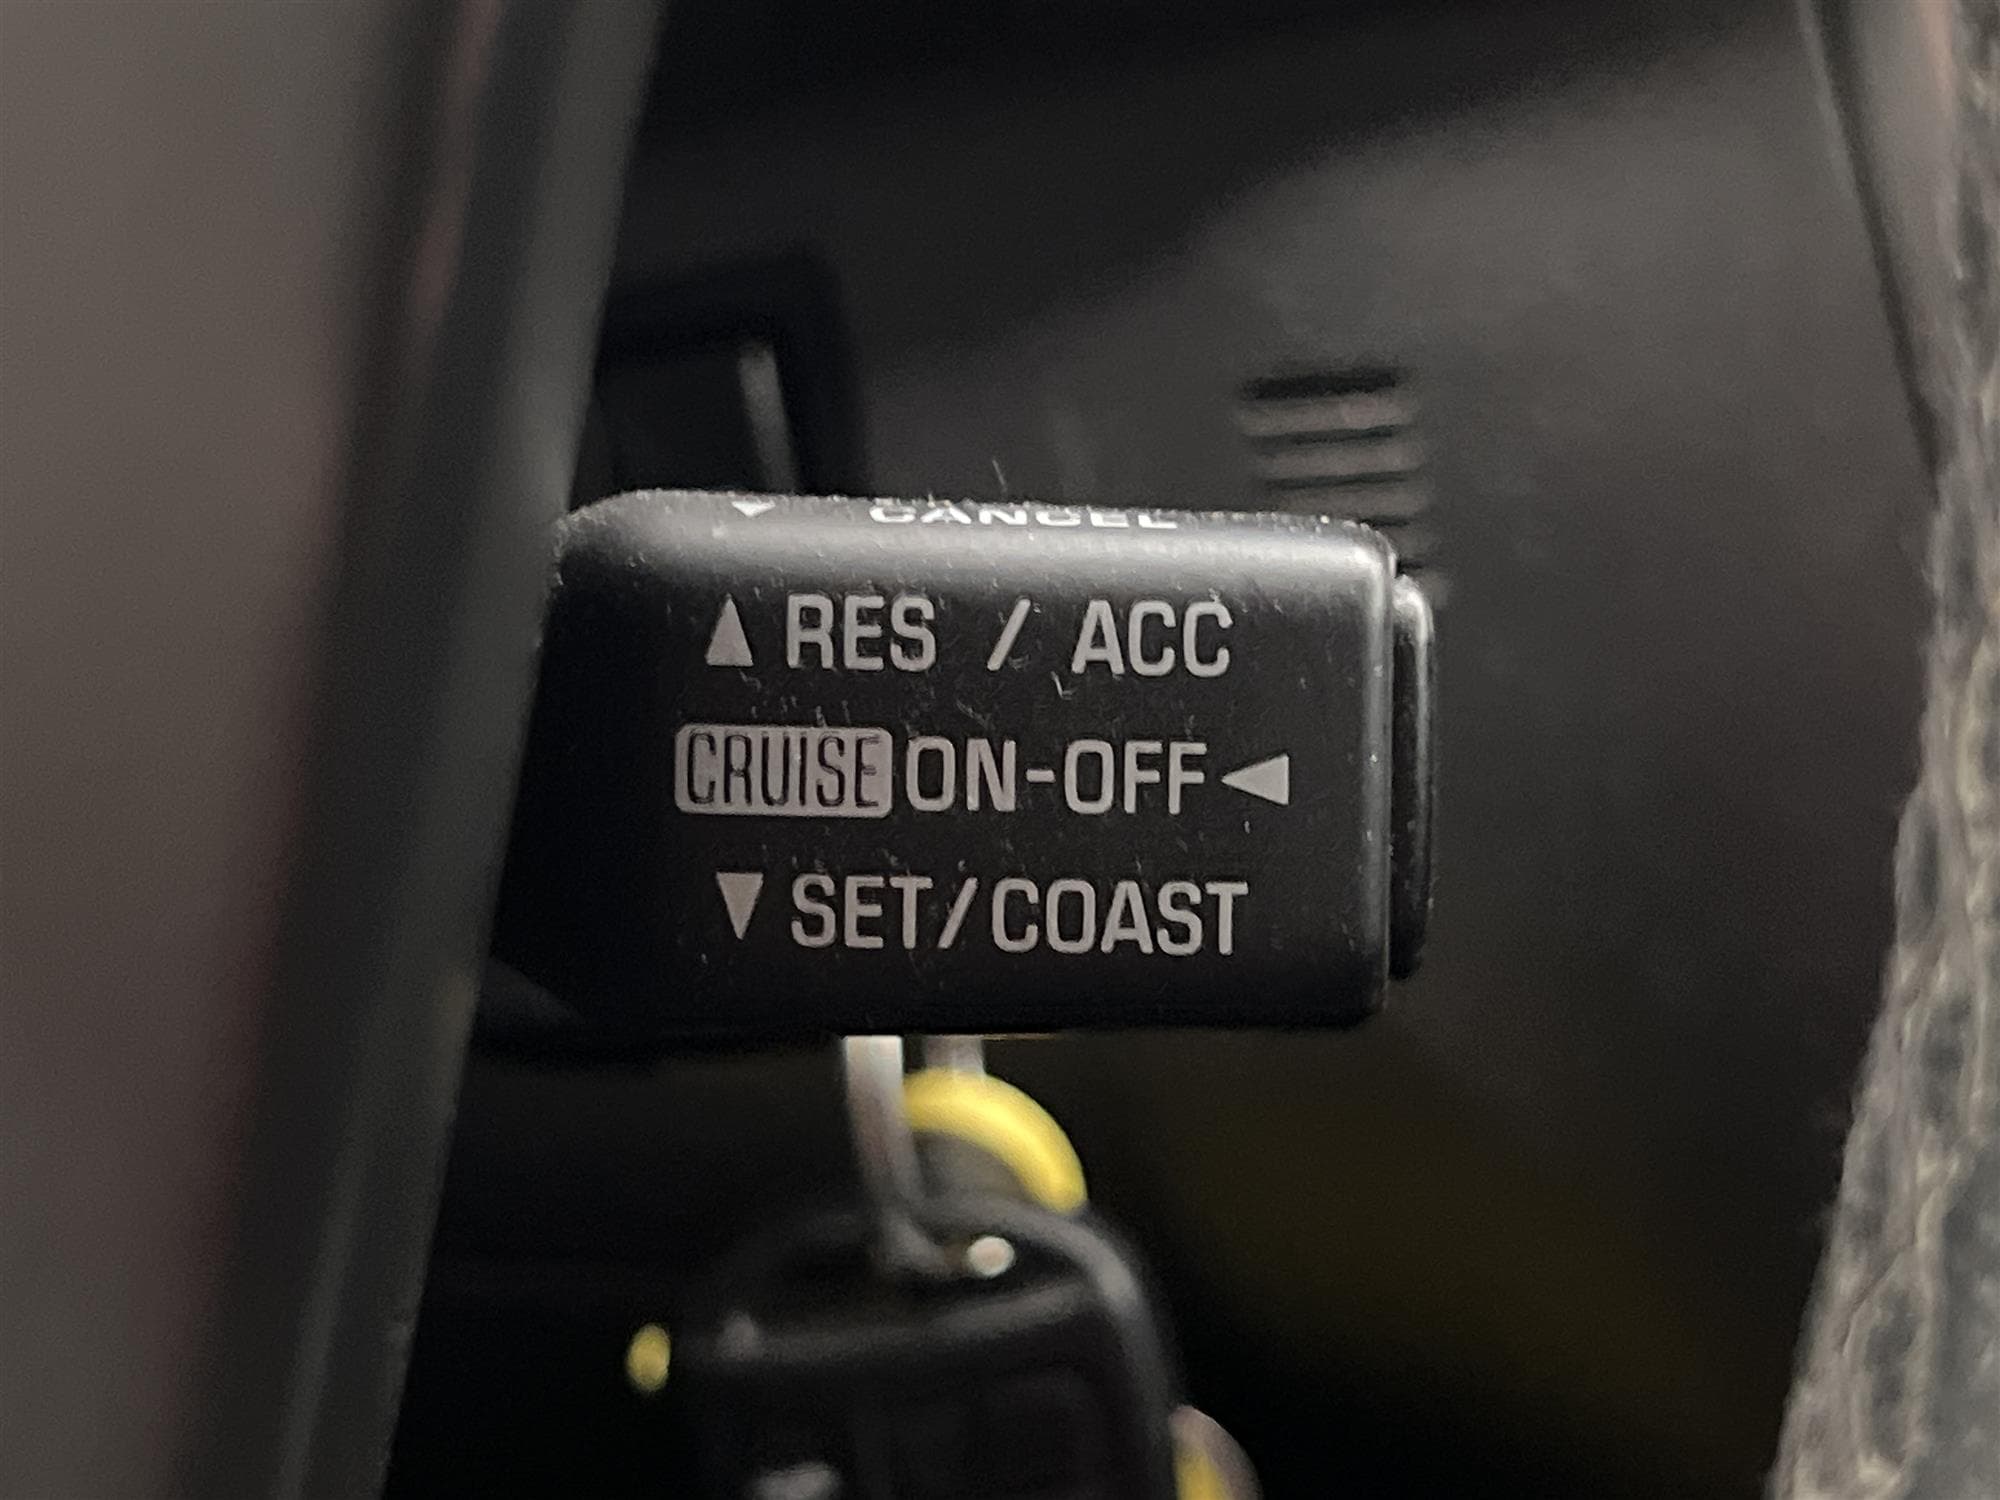 ▼ CANCEL
▲ RES / ACC
CRUISE ON-OFF ◀
▼ SET/COAST